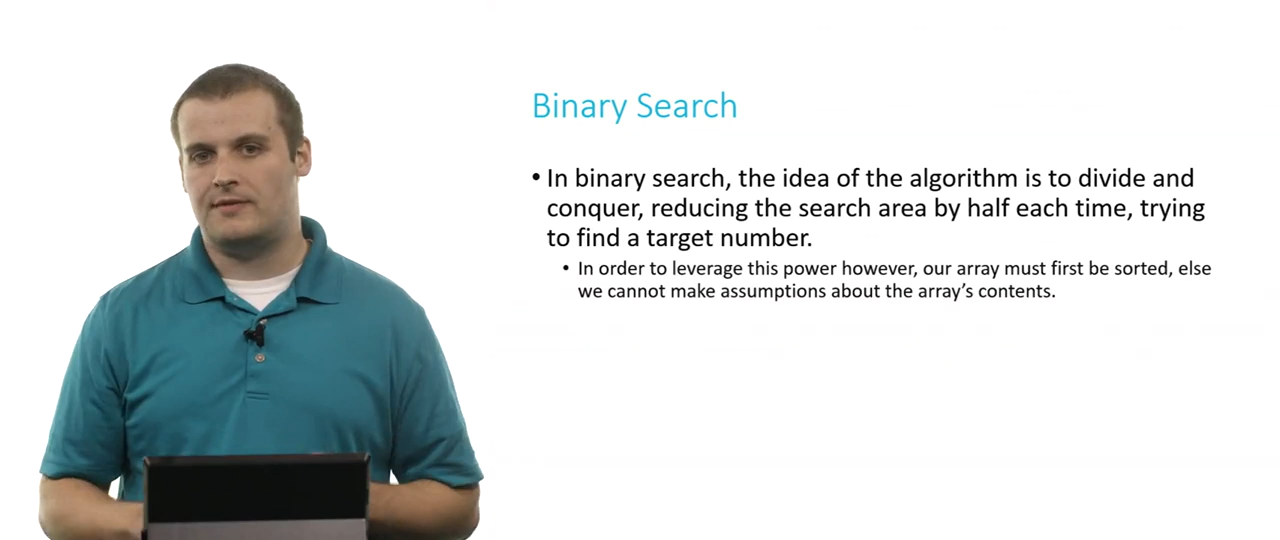 Binary Search
• In binary search, the idea of the algorithm is to divide and
conquer, reducing the search area by half each time, trying
to find a target number.
• In order to leverage this power however, our array must first be sorted, else
we cannot make assumptions about the array’s contents.